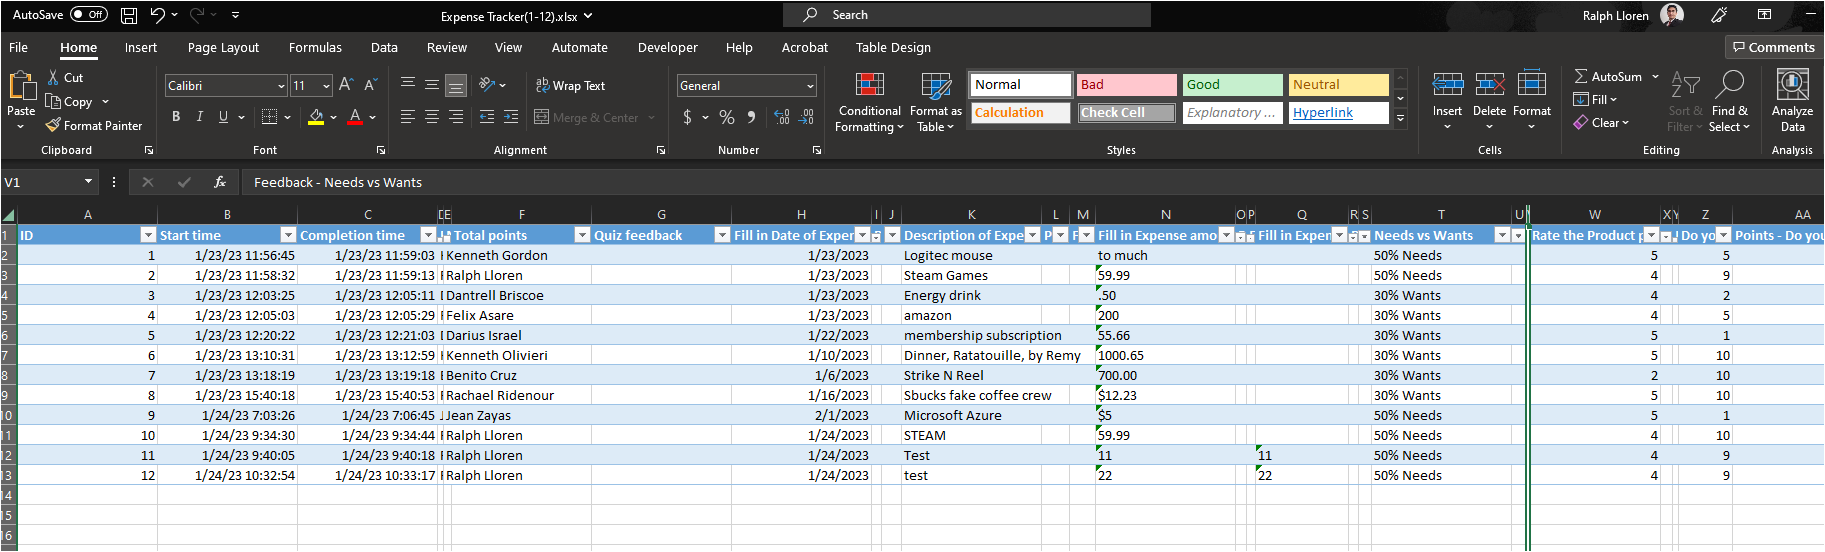 AutoSave Off Expense Tracker(1-12).xlsx Search Ralph Lloren
File Home Insert Page Layout Formulas Data Review View Automate Developer Help Acrobat Table Design Comments
Paste Cut Copy Format Painter Clipboard
Calibri 11 B I U A A A Font
ab Wrap Text Merge & Center Alignment
General $ % Number
Conditional Formatting Format as Table
Normal Bad Good Neutral
Calculation Check Cell Explanatory ... Hyperlink
Styles
Insert Delete Format Cells
AutoSum Fill Clear Sort & Filter Find & Select Editing
Analyze Data Analysis
V1 fx Feedback - Needs vs Wants
A B C E F G H I J K L M N O P Q R S T U W X Y Z AA
1 ID Start time Completion time Total points Quiz feedback Fill in Date of Exper Description of Expe P F Fill in Expense amo Fill in Expen Needs vs Wants Rate the Product p Do yo Points - Do you
2 1 1/23/23 11:56:45 1/23/23 11:59:03 Kenneth Gordon 1/23/2023 Logitec mouse to much 50% Needs 5 5
3 2 1/23/23 11:58:32 1/23/23 11:59:13 Ralph Lloren 1/23/2023 Steam Games 59.99 50% Needs 4 9
4 3 1/23/23 12:03:25 1/23/23 12:05:11 Dantrell Briscoe 1/23/2023 Energy drink .50 30% Wants 4 2
5 4 1/23/23 12:05:03 1/23/23 12:05:29 Felix Asare 1/23/2023 amazon 200 30% Wants 4 5
6 5 1/23/23 12:20:22 1/23/23 12:21:03 Darius Israel 1/22/2023 membership subscription 55.66 30% Wants 5 1
7 6 1/23/23 13:10:31 1/23/23 13:12:59 Kenneth Olivieri 1/10/2023 Dinner, Ratatouille, by Remy 1000.65 30% Wants 5 10
8 7 1/23/23 13:18:19 1/23/23 13:19:18 Benito Cruz 1/6/2023 Strike N Reel 700.00 30% Wants 2 10
9 8 1/23/23 15:40:18 1/23/23 15:40:53 Rachael Ridenour 1/16/2023 Sbucks fake coffee crew $12.23 30% Wants 5 10
10 9 1/24/23 7:03:26 1/24/23 7:06:45 Jean Zayas 2/1/2023 Microsoft Azure $5 50% Needs 5 1
11 10 1/24/23 9:34:30 1/24/23 9:34:44 Ralph Lloren 1/24/2023 STEAM 59.99 50% Needs 4 10
12 11 1/24/23 9:40:05 1/24/23 9:40:18 Ralph Lloren 1/24/2023 Test 11 11 50% Needs 4 9
13 12 1/24/23 10:32:54 1/24/23 10:33:17 Ralph Lloren 1/24/2023 test 22 22 50% Needs 4 9
14
15
16